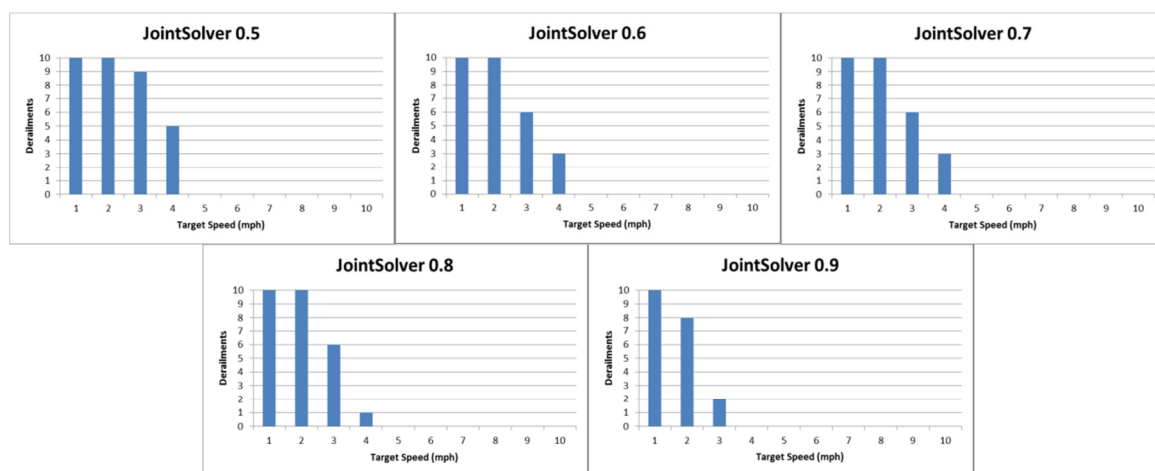 JointSolver 0.5
10
9
8
7
6
5
4
3
2
1
0
Derailments
1 2 3 4 5 6 7 8 9 10
Target Speed (mph)
JointSolver 0.6
10
9
8
7
6
5
4
3
2
1
0
Derailments
1 2 3 4 5 6 7 8 9 10
Target Speed (mph)
JointSolver 0.7
10
9
8
7
6
5
4
3
2
1
0
Derailments
1 2 3 4 5 6 7 8 9 10
Target Speed (mph)
JointSolver 0.8
10
9
8
7
6
5
4
3
2
1
0
Derailments
1 2 3 4 5 6 7 8 9 10
Target Speed (mph)
JointSolver 0.9
10
9
8
7
6
5
4
3
2
1
0
Derailments
1 2 3 4 5 6 7 8 9 10
Target Speed (mph)